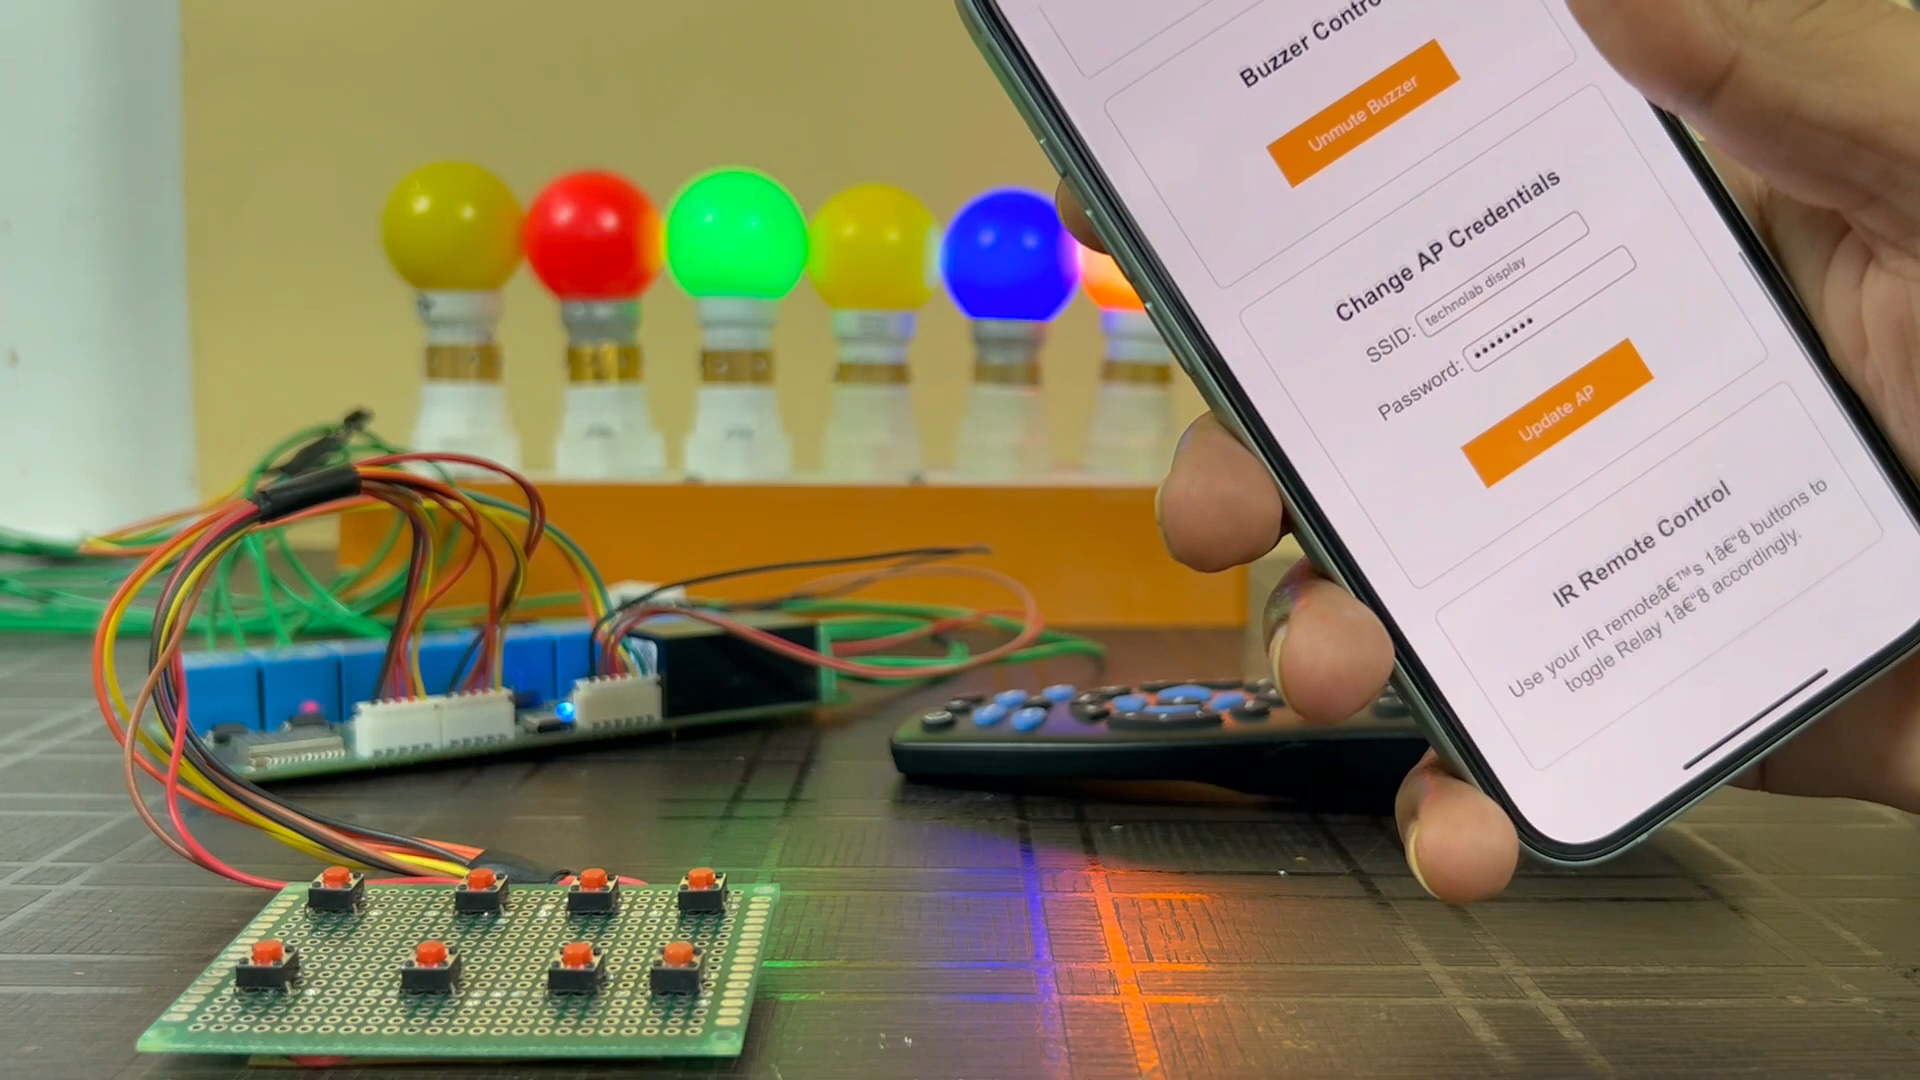 Buzzer Contro
Unmute Buzzer
Change AP Credentials
SSID: technolab display
Password: ••••••••
Update AP
IR Remote Control
Use your IR remoteâ€™s 1â€“8 buttons to
toggle Relay 1â€“8 accordingly.